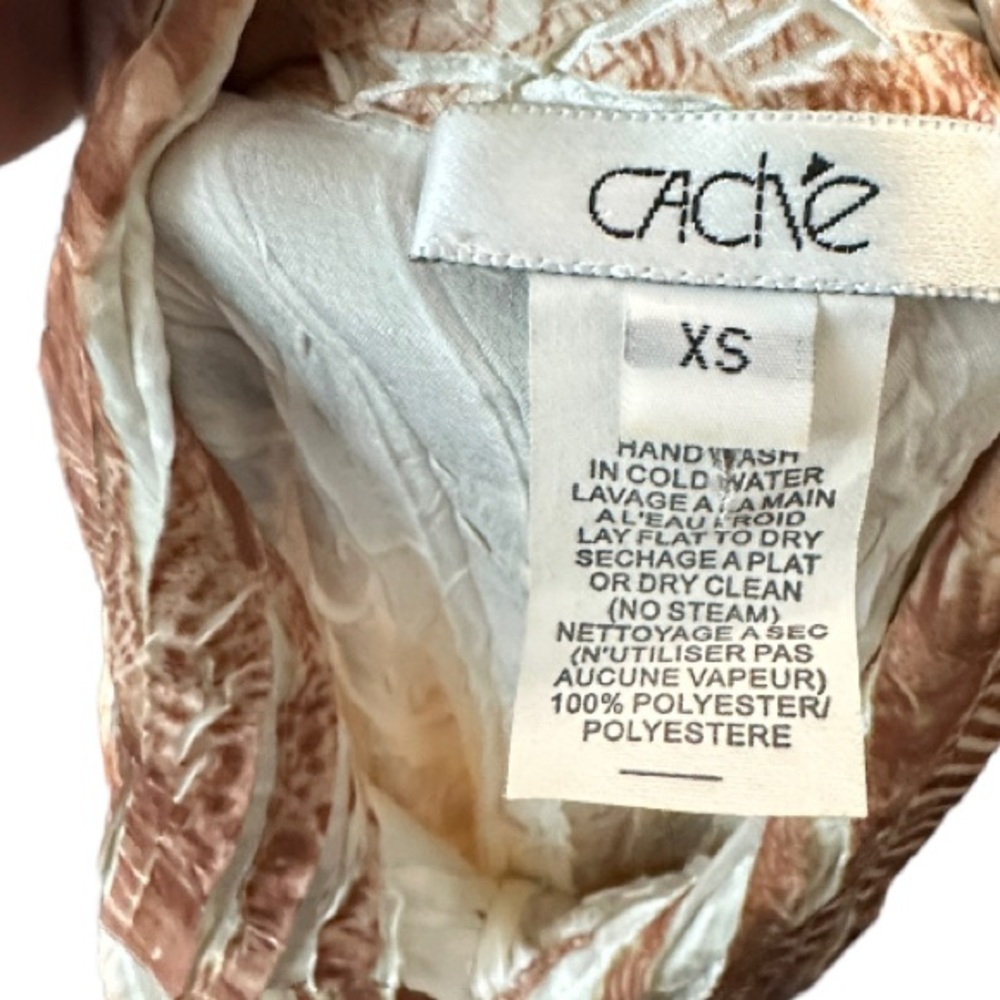 CAché
XS
HAND WASH
IN COLD WATER
LAVAGE A LA MAIN
A L'EAU FROID
LAY FLAT TO DRY
SECHAGE A PLAT
OR DRY CLEAN
(NO STEAM)
NETTOYAGE A SEC
(N'UTILISER PAS
AUCUNE VAPEUR)
100% POLYESTER/
POLYESTERE